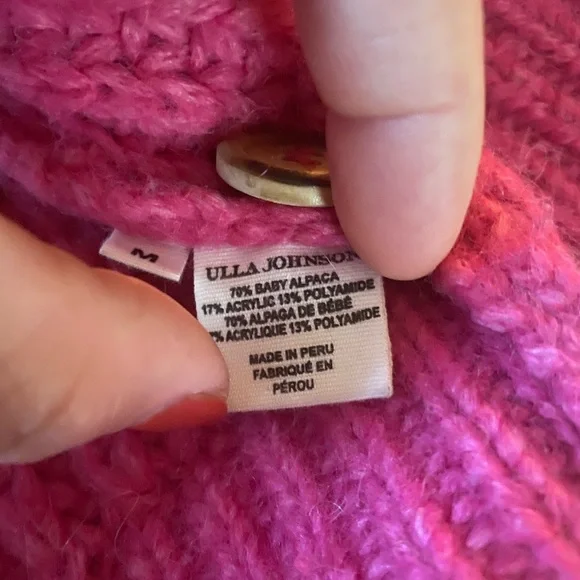 M
ULLA JOHNSON
70% BABY ALPACA
17% ACRYLIC 13% POLYAMIDE
70% ALPAGA DE BÉBÉ
% ACRYLIQUE 13% POLYAMIDE
MADE IN PERU
FABRIQUÉ EN
PÉROU